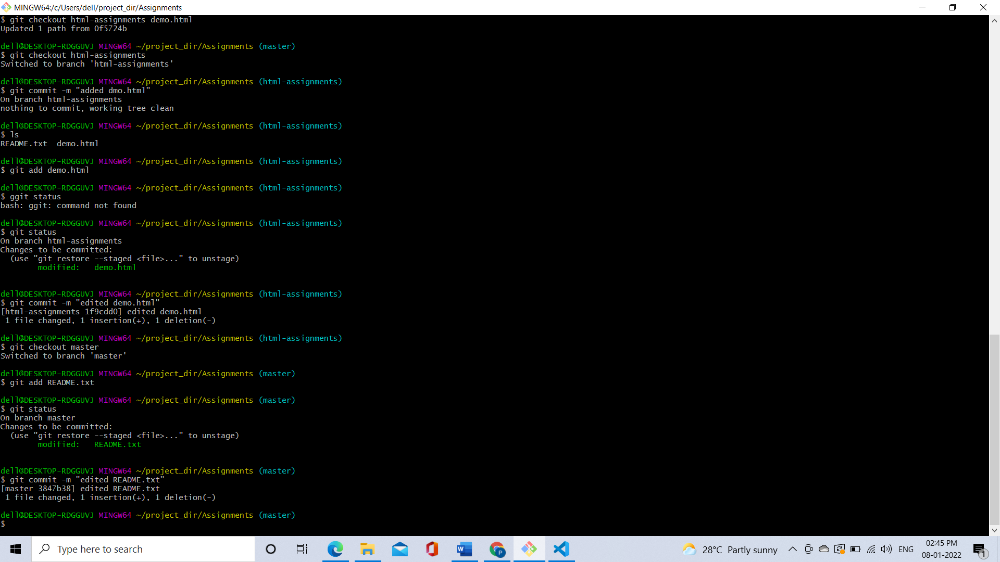 MINGW64:/c/Users/dell/project_dir/Assignments
$ git checkout html-assignments demo.html
Updated 1 path from 0f5724b
dell@DESKTOP-RDGGUVJ MINGW64 ~/project_dir/Assignments (master)
$ git checkout html-assignments
Switched to branch 'html-assignments'
dell@DESKTOP-RDGGUVJ MINGW64 ~/project_dir/Assignments (html-assignments)
$ git commit -m "added dmo.html"
On branch html-assignments
nothing to commit, working tree clean
dell@DESKTOP-RDGGUVJ MINGW64 ~/project_dir/Assignments (html-assignments)
$ ls
README.txt  demo.html
dell@DESKTOP-RDGGUVJ MINGW64 ~/project_dir/Assignments (html-assignments)
$ git add demo.html
dell@DESKTOP-RDGGUVJ MINGW64 ~/project_dir/Assignments (html-assignments)
$ ggit status
bash: ggit: command not found
dell@DESKTOP-RDGGUVJ MINGW64 ~/project_dir/Assignments (html-assignments)
$ git status
On branch html-assignments
Changes to be committed:
  (use "git restore --staged <file>..." to unstage)
        modified:   demo.html
dell@DESKTOP-RDGGUVJ MINGW64 ~/project_dir/Assignments (html-assignments)
$ git commit -m "edited demo.html"
[html-assignments 1f9cdd0] edited demo.html
 1 file changed, 1 insertion(+), 1 deletion(-)
dell@DESKTOP-RDGGUVJ MINGW64 ~/project_dir/Assignments (html-assignments)
$ git checkout master
Switched to branch 'master'
dell@DESKTOP-RDGGUVJ MINGW64 ~/project_dir/Assignments (master)
$ git add README.txt
dell@DESKTOP-RDGGUVJ MINGW64 ~/project_dir/Assignments (master)
$ git status
On branch master
Changes to be committed:
  (use "git restore --staged <file>..." to unstage)
        modified:   README.txt
dell@DESKTOP-RDGGUVJ MINGW64 ~/project_dir/Assignments (master)
$ git commit -m "edited README.txt"
[master 3847b38] edited README.txt
 1 file changed, 1 insertion(+), 1 deletion(-)
dell@DESKTOP-RDGGUVJ MINGW64 ~/project_dir/Assignments (master)
$
Type here to search
28°C Partly sunny
ENG
02:45 PM
08-01-2022
1